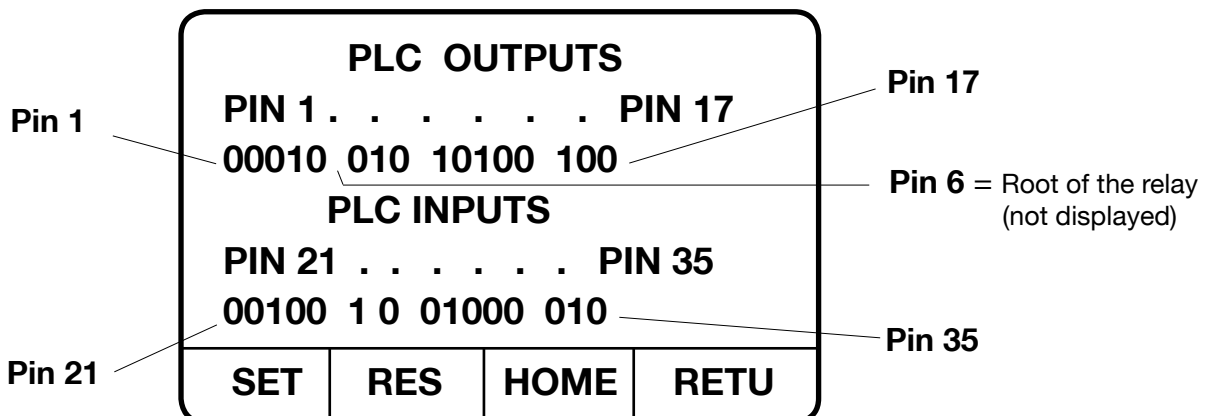 PLC OUTPUTS
PIN 1 . . . . . . . PIN 17
00010 010 10100 100
PLC INPUTS
PIN 21 . . . . . . PIN 35
00100 1 0 01000 010
SET RES HOME RETU
Pin 1
Pin 17
Pin 6 = Root of the relay
(not displayed)
Pin 21
Pin 35